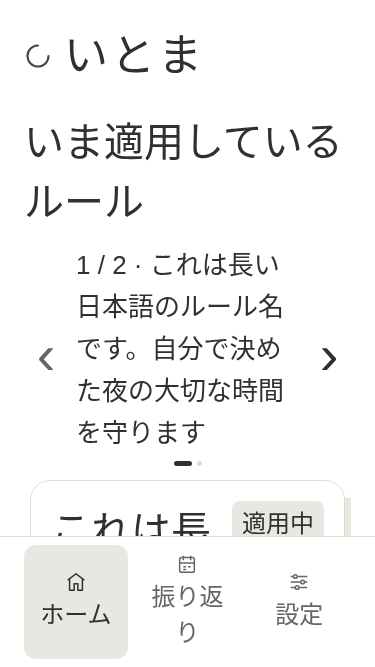 いとま
いま適用している
ルール
1 / 2 · これは長い
日本語のルール名
です。自分で決め
た夜の大切な時間
を守ります
‹ ›
これは長 適用中
ホーム
振り返
り
設定